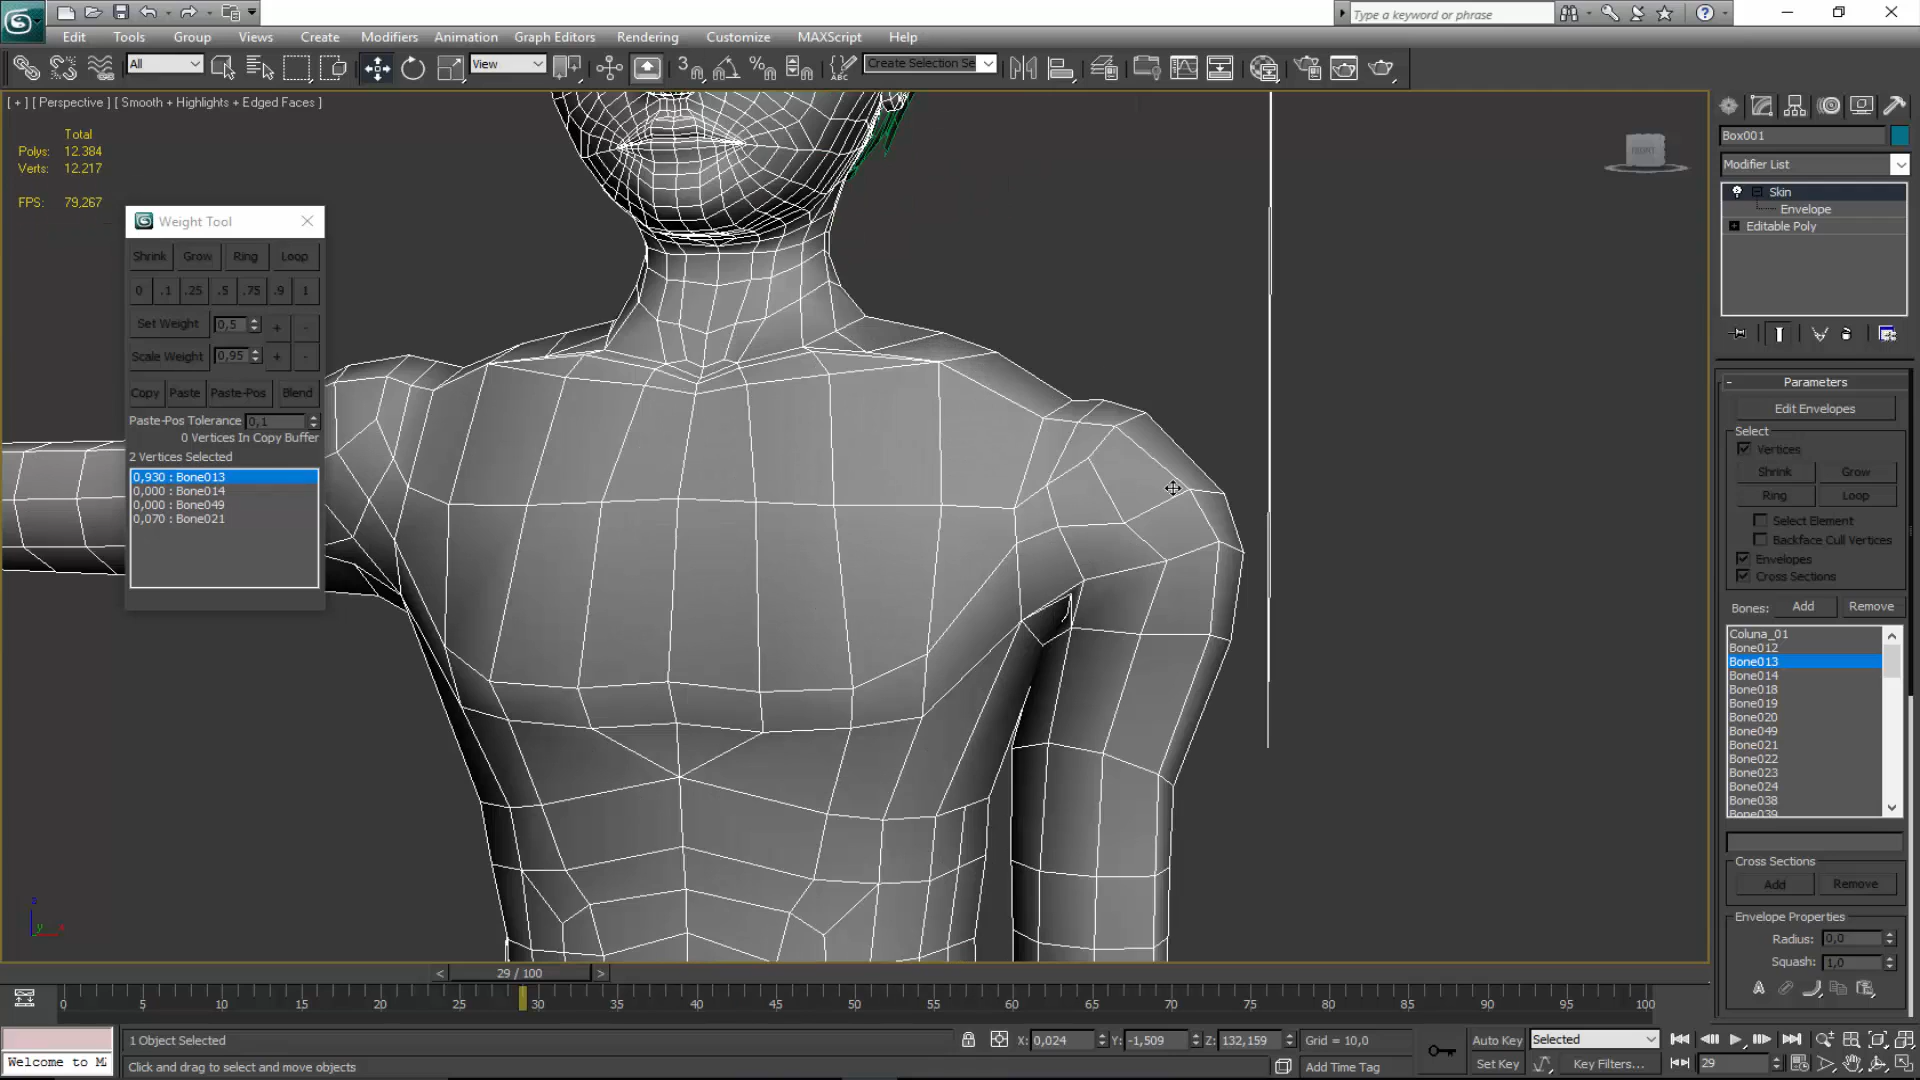 Type a keyword or phrase
Edit Tools Group Views Create Modifiers Animation Graph Editors Rendering Customize MAXScript Help
All View Create Selection Se
[ + ] [ Perspective ] [ Smooth + Highlights + Edged Faces ]
Total
Polys: 12.384
Verts: 12.217
FPS: 79,267
Weight Tool
Shrink Grow Ring Loop
0 .1 .25 .5 .75 .9 1
Set Weight 0,5 + -
Scale Weight 0,95 + -
Copy Paste Paste-Pos Blend
Paste-Pos Tolerance 0,1
0 Vertices In Copy Buffer
2 Vertices Selected
0,930 : Bone013
0,000 : Bone014
0,000 : Bone049
0,070 : Bone021
FRONT
Box001
Modifier List
Skin
Envelope
Editable Poly
- Parameters
Edit Envelopes
Select
Vertices
Shrink Grow
Ring Loop
Select Element
Backface Cull Vertices
Envelopes
Cross Sections
Bones: Add Remove
Coluna_01
Bone012
Bone013
Bone014
Bone018
Bone019
Bone020
Bone049
Bone021
Bone022
Bone023
Bone024
Bone038
Bone039
Cross Sections
Add Remove
Envelope Properties
Radius: 0,0
Squash: 1,0
z
y x
< 29 / 100 >
0 5 10 15 20 25 30 35 40 45 50 55 60 65 70 75 80 85 90 95 100
1 Object Selected X: 0,024 Y: -1,509 Z: 132,159 Grid = 10,0 Auto Key Selected
Welcome to MA Click and drag to select and move objects Add Time Tag Set Key Key Filters... 29